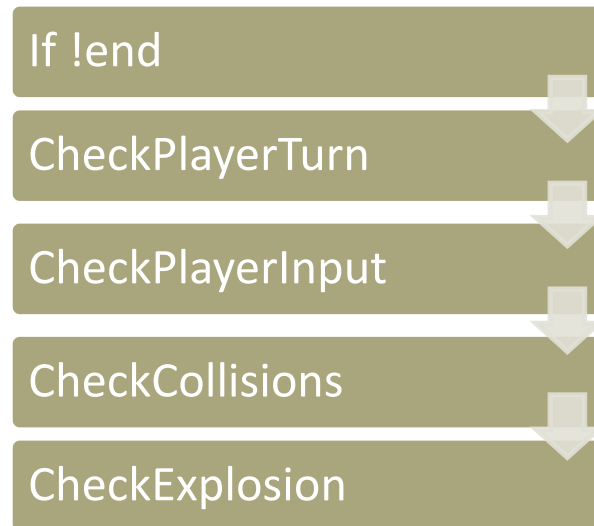 If !end
CheckPlayerTurn
CheckPlayerInput
CheckCollisions
CheckExplosion